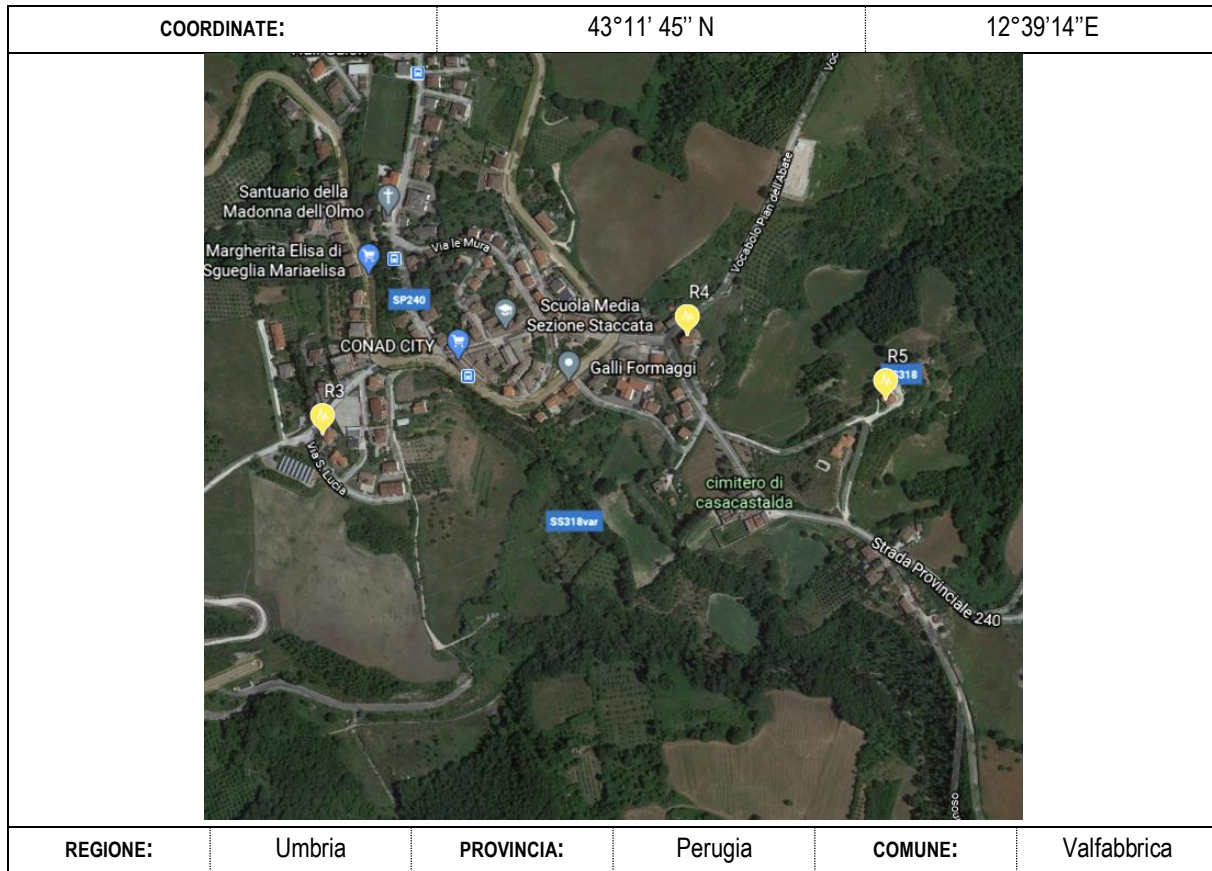 COORDINATE: 43°11' 45'' N 12°39'14''E
Santuario della
Madonna dell'Olmo
Margherita Elisa di
Sgueglia Mariaelisa
Via le Mura
Vocabolo Pian dell'Abate
SP240
Scuola Media
Sezione Staccata
R4
CONAD CITY
Galli Formaggi
R5
R3
Via S. Lucia
cimitero di
casacastalda
SS318var
Strada Provinciale 240
REGIONE: Umbria PROVINCIA: Perugia COMUNE: Valfabbrica